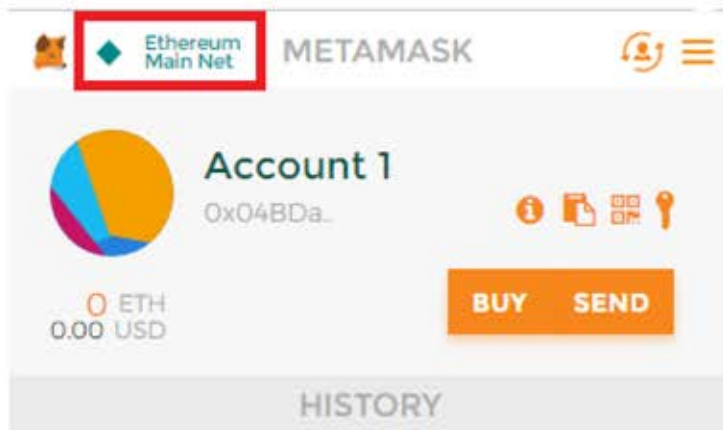 Ethereum
Main Net
METAMASK
Account 1
0x04BDa..
0 ETH
0.00 USD
BUY
SEND
HISTORY